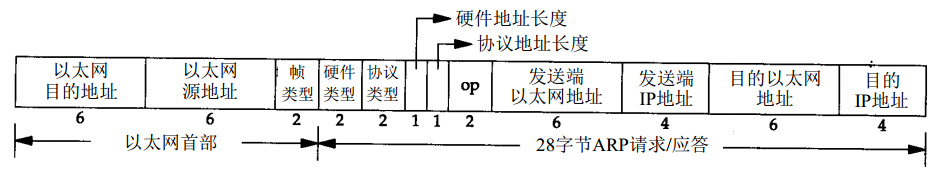 硬件地址长度
协议地址长度
以太网
目的地址
以太网
源地址
帧
类型
硬件
类型
协议
类型
op
发送端
以太网地址
发送端
IP地址
目的以太网
地址
目的
IP地址
6
6
2
2
2
1
1
2
6
4
6
4
以太网首部
28字节ARP请求/应答